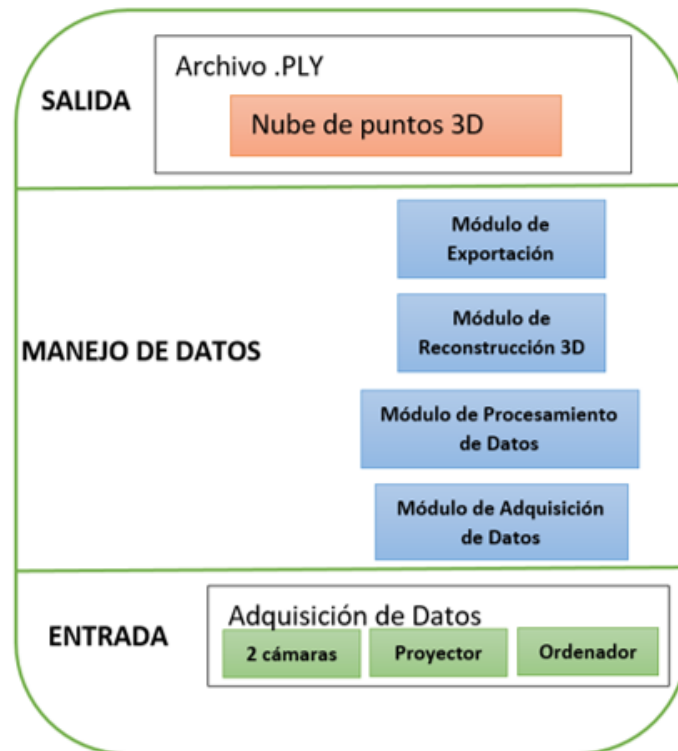 Archivo .PLY
SALIDA
Nube de puntos 3D
Módulo de
Exportación
Módulo de
Reconstrucción 3D
MANEJO DE DATOS
Módulo de Procesamiento
de Datos
Módulo de Adquisición
de Datos
Adquisición de Datos
ENTRADA
2 cámaras
Proyector
Ordenador